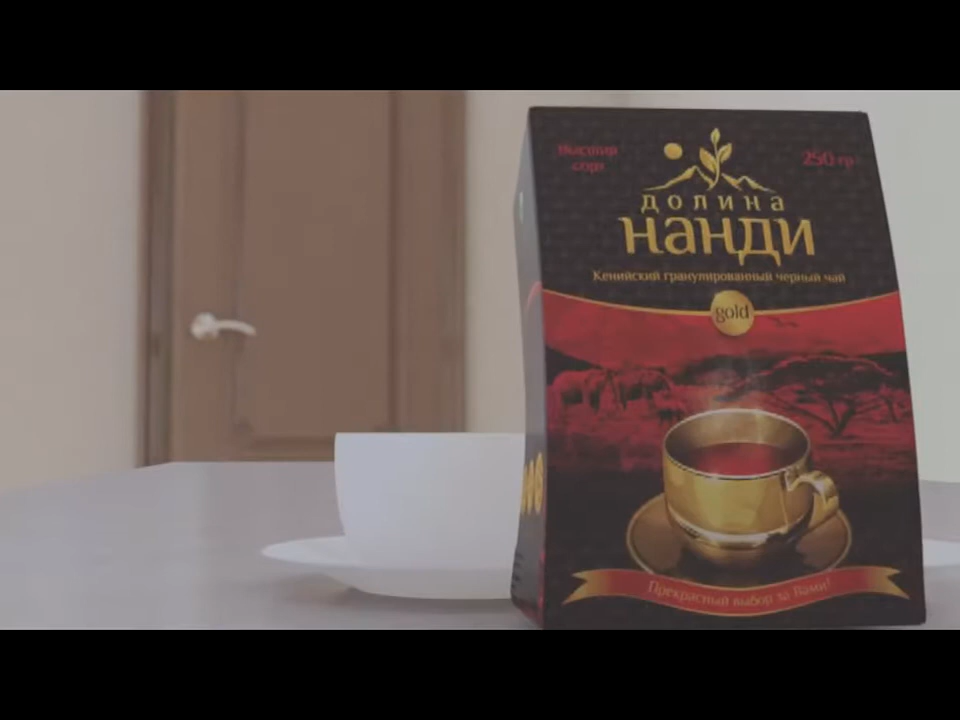 Высший
сорт
250 гр
ДОЛИНА
НАНДИ
Кенийский гранулированный черный чай
gold
Прекрасный выбор за Вами!